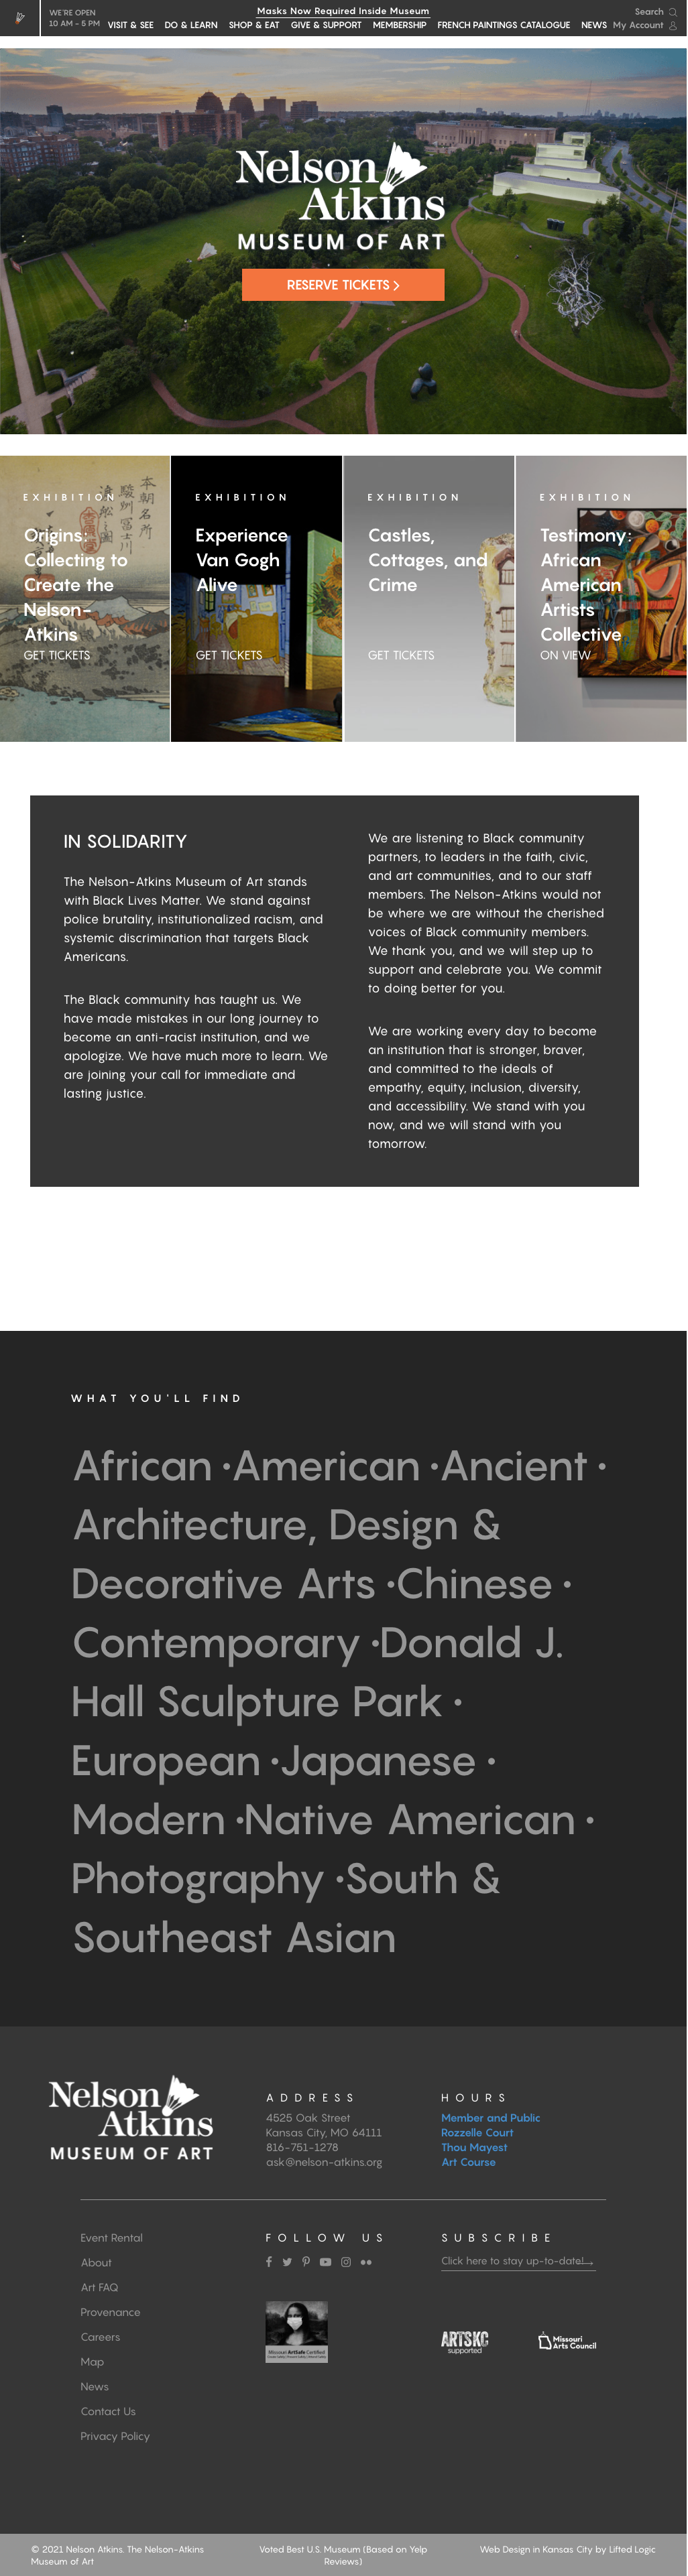 WE'RE OPEN
10 AM - 5 PM
Masks Now Required Inside Museum
VISIT & SEE DO & LEARN SHOP & EAT GIVE & SUPPORT MEMBERSHIP FRENCH PAINTINGS CATALOGUE NEWS
Search
My Account
Nelson
Atkins
MUSEUM OF ART
RESERVE TICKETS
EXHIBITION
Origins:
Collecting to
Create the
Nelson-
Atkins
GET TICKETS
EXHIBITION
Experience
Van Gogh
Alive
GET TICKETS
EXHIBITION
Castles,
Cottages, and
Crime
GET TICKETS
EXHIBITION
Testimony:
African
American
Artists
Collective
ON VIEW
IN SOLIDARITY
The Nelson-Atkins Museum of Art stands
with Black Lives Matter. We stand against
police brutality, institutionalized racism, and
systemic discrimination that targets Black
Americans.
The Black community has taught us. We
have made mistakes in our long journey to
become an anti-racist institution, and we
apologize. We have much more to learn. We
are joining your call for immediate and
lasting justice.
We are listening to Black community
partners, to leaders in the faith, civic,
and art communities, and to our staff
members. The Nelson-Atkins would not
be where we are without the cherished
voices of Black community members.
We thank you, and we will step up to
support and celebrate you. We commit
to doing better for you.
We are working every day to become
an institution that is stronger, braver,
and committed to the ideals of
empathy, equity, inclusion, diversity,
and accessibility. We stand with you
now, and we will stand with you
tomorrow.
WHAT YOU'LL FIND
African ·American ·Ancient ·
Architecture, Design &
Decorative Arts ·Chinese ·
Contemporary ·Donald J.
Hall Sculpture Park ·
European ·Japanese ·
Modern ·Native American ·
Photography ·South &
Southeast Asian
Nelson
Atkins
MUSEUM OF ART
ADDRESS
4525 Oak Street
Kansas City, MO 64111
816-751-1278
ask@nelson-atkins.org
HOURS
Member and Public
Rozzelle Court
Thou Mayest
Art Course
Event Rental
About
Art FAQ
Provenance
Careers
Map
News
Contact Us
Privacy Policy
FOLLOW US
Missouri ArtSafe Certified
SUBSCRIBE
Click here to stay up-to-date!
ARTSKC
supported
Missouri
Arts Council
© 2021 Nelson Atkins. The Nelson-Atkins
Museum of Art
Voted Best U.S. Museum (Based on Yelp
Reviews)
Web Design in Kansas City by Lifted Logic